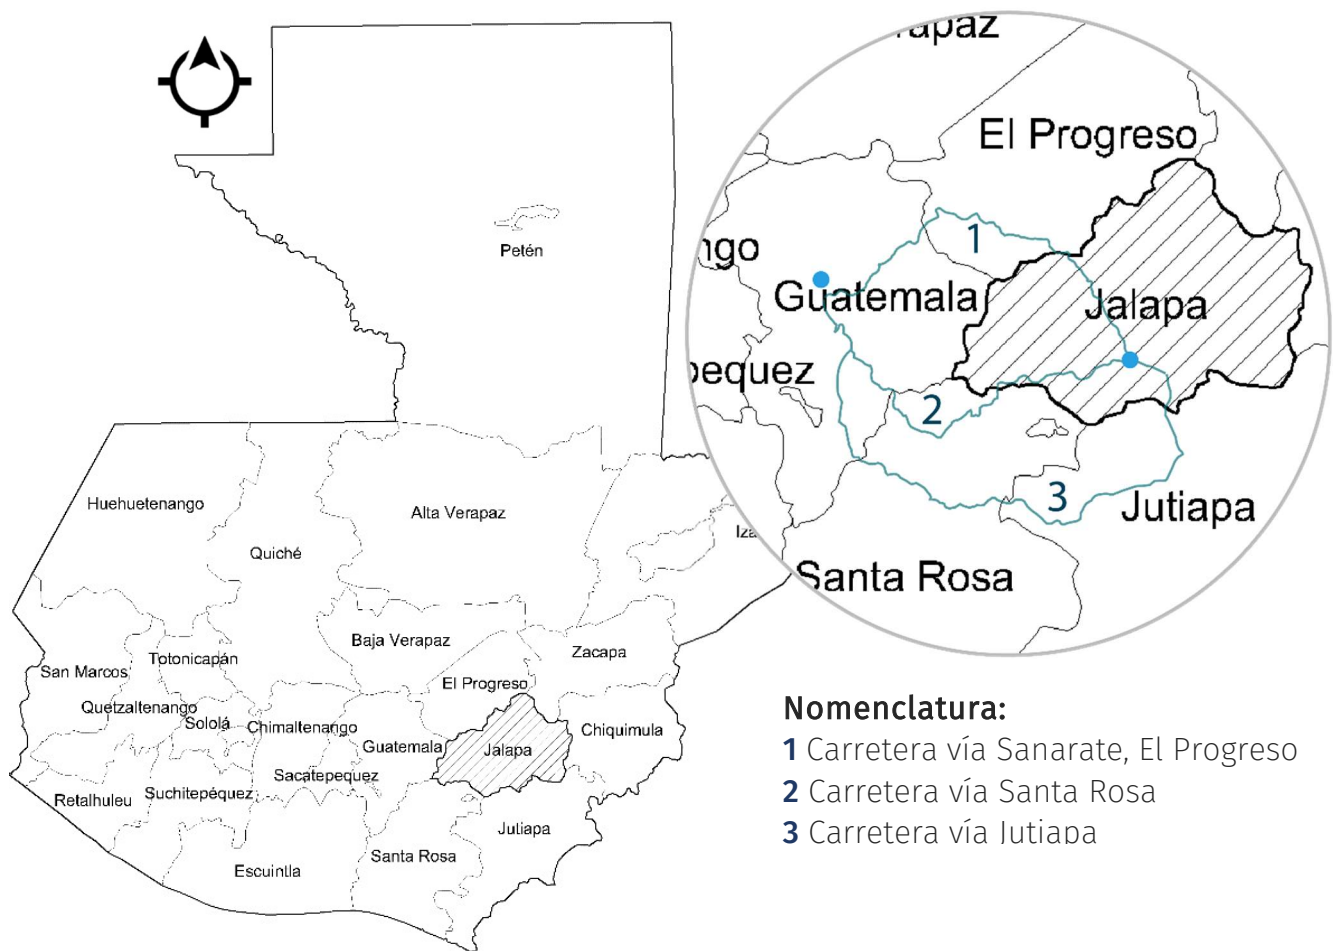 Petén
Huehuetenango
Alta Verapaz
Quiché
Iza
Baja Verapaz
Zacapa
Totonicapán
San Marcos
El Progreso
Quetzaltenango
Sololá
Chimaltenango
Chiquimula
Guatemala
Jalapa
Sacatepequez
Retalhuleu
Suchitepéquez
Jutiapa
Santa Rosa
Escuintla
rapaz
El Progreso
1
ngo
Guatemala
Jalapa
pequez
2
3
Jutiapa
Santa Rosa
Nomenclatura:
1 Carretera vía Sanarate, El Progreso
2 Carretera vía Santa Rosa
3 Carretera vía Jutiapa